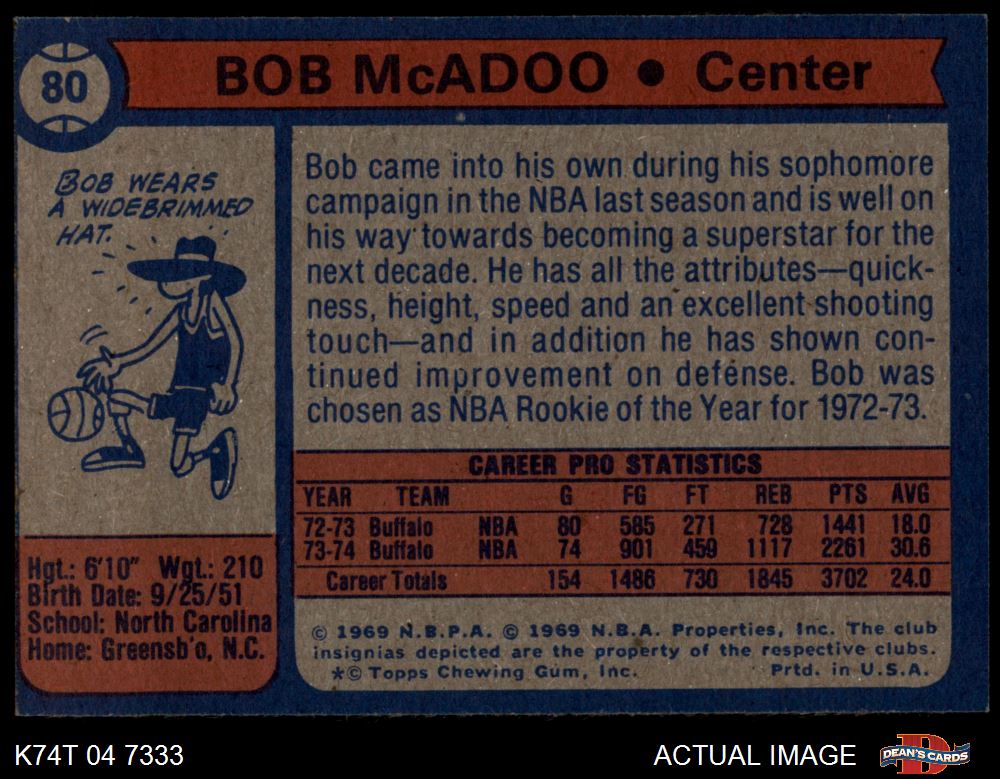 80
BOB McADOO • Center
BOB WEARS
A WIDEBRIMMED
HAT.
Bob came into his own during his sophomore
campaign in the NBA last season and is well on
his way towards becoming a superstar for the
next decade. He has all the attributes—quick-
ness, height, speed and an excellent shooting
touch—and in addition he has shown con-
tinued improvement on defense. Bob was
chosen as NBA Rookie of the Year for 1972-73.
CAREER PRO STATISTICS
YEAR TEAM G FG FT REB PTS AVG
72-73 Buffalo NBA 80 585 271 728 1441 18.0
73-74 Buffalo NBA 74 901 459 1117 2261 30.6
Career Totals 154 1486 730 1845 3702 24.0
Hgt.: 6'10" Wgt.: 210
Birth Date: 9/25/51
School: North Carolina
Home: Greensb'o, N.C.
© 1969 N.B.P.A. © 1969 N.B.A. Properties, Inc. The club
insignias depicted are the property of the respective clubs.
*© Topps Chewing Gum, Inc. Prtd. in U.S.A.
K74T 04 7333
ACTUAL IMAGE
D
DEAN'S CARDS